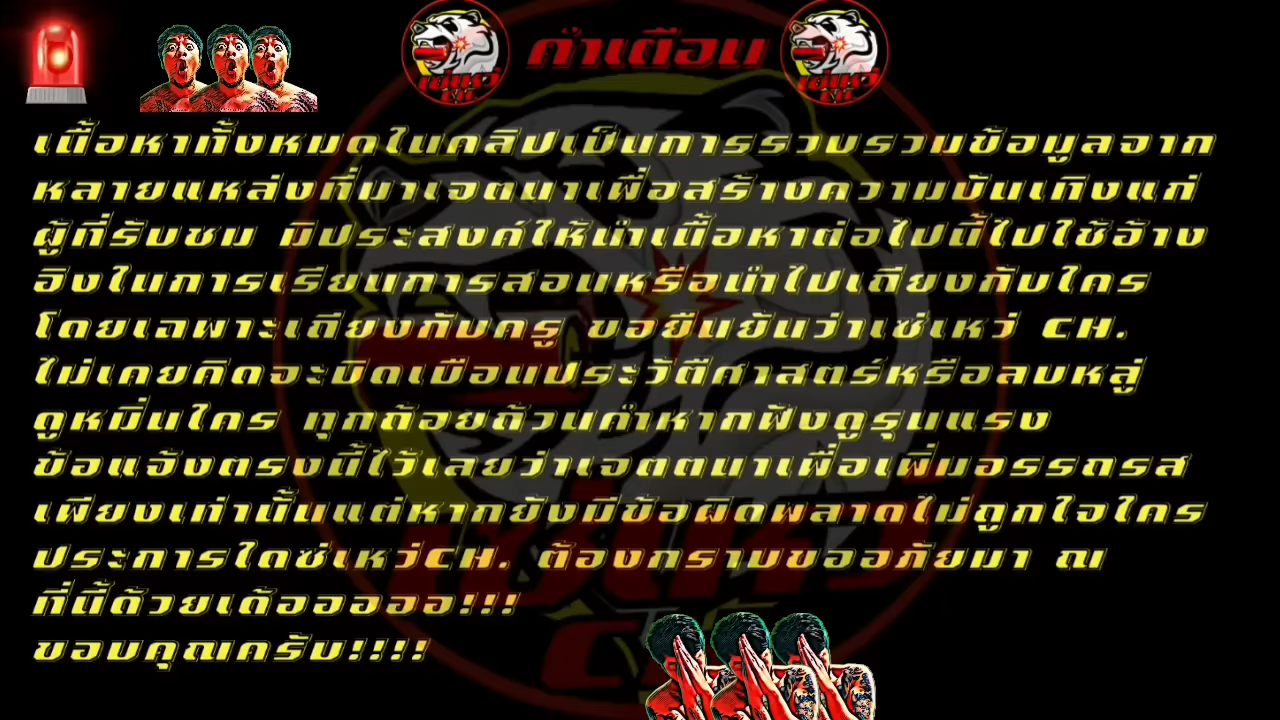 คำเตือน
เนื้อหาทั้งหมดในคลิปเป็นการรวบรวมข้อมูลจาก
หลายแหล่งที่มาเจตนาเพื่อสร้างความบันเทิงแก่
ผู้ที่รับชม มิประสงค์ให้นำเนื้อหาต่อไปนี้ไปใช้อ้าง
อิงในการเรียนการสอนหรือนำไปเถียงกับใคร
โดยเฉพาะเถียงกับครู ขอยืนยันว่าเซ่เหว่ CH.
ไม่เคยคิดจะบิดเบือนประวัติศาสตร์หรือลบหลู่
ดูหมิ่นใคร ทุกถ้อยถ้วนคำหากฟังดูรุนแรง
ข้อแจ้งตรงนี้ไว้เลยว่าเจตตนาเพื่อเพิ่มอรรถรส
เพียงเท่านั้นแต่หากยังมีข้อผิดพลาดไม่ถูกใจใคร
ประการใดซ่เหว่CH. ต้องกราบขออภัยมา ณ
ที่นี้ด้วยเด้อออออ!!!
ขอบคุณครับ!!!!